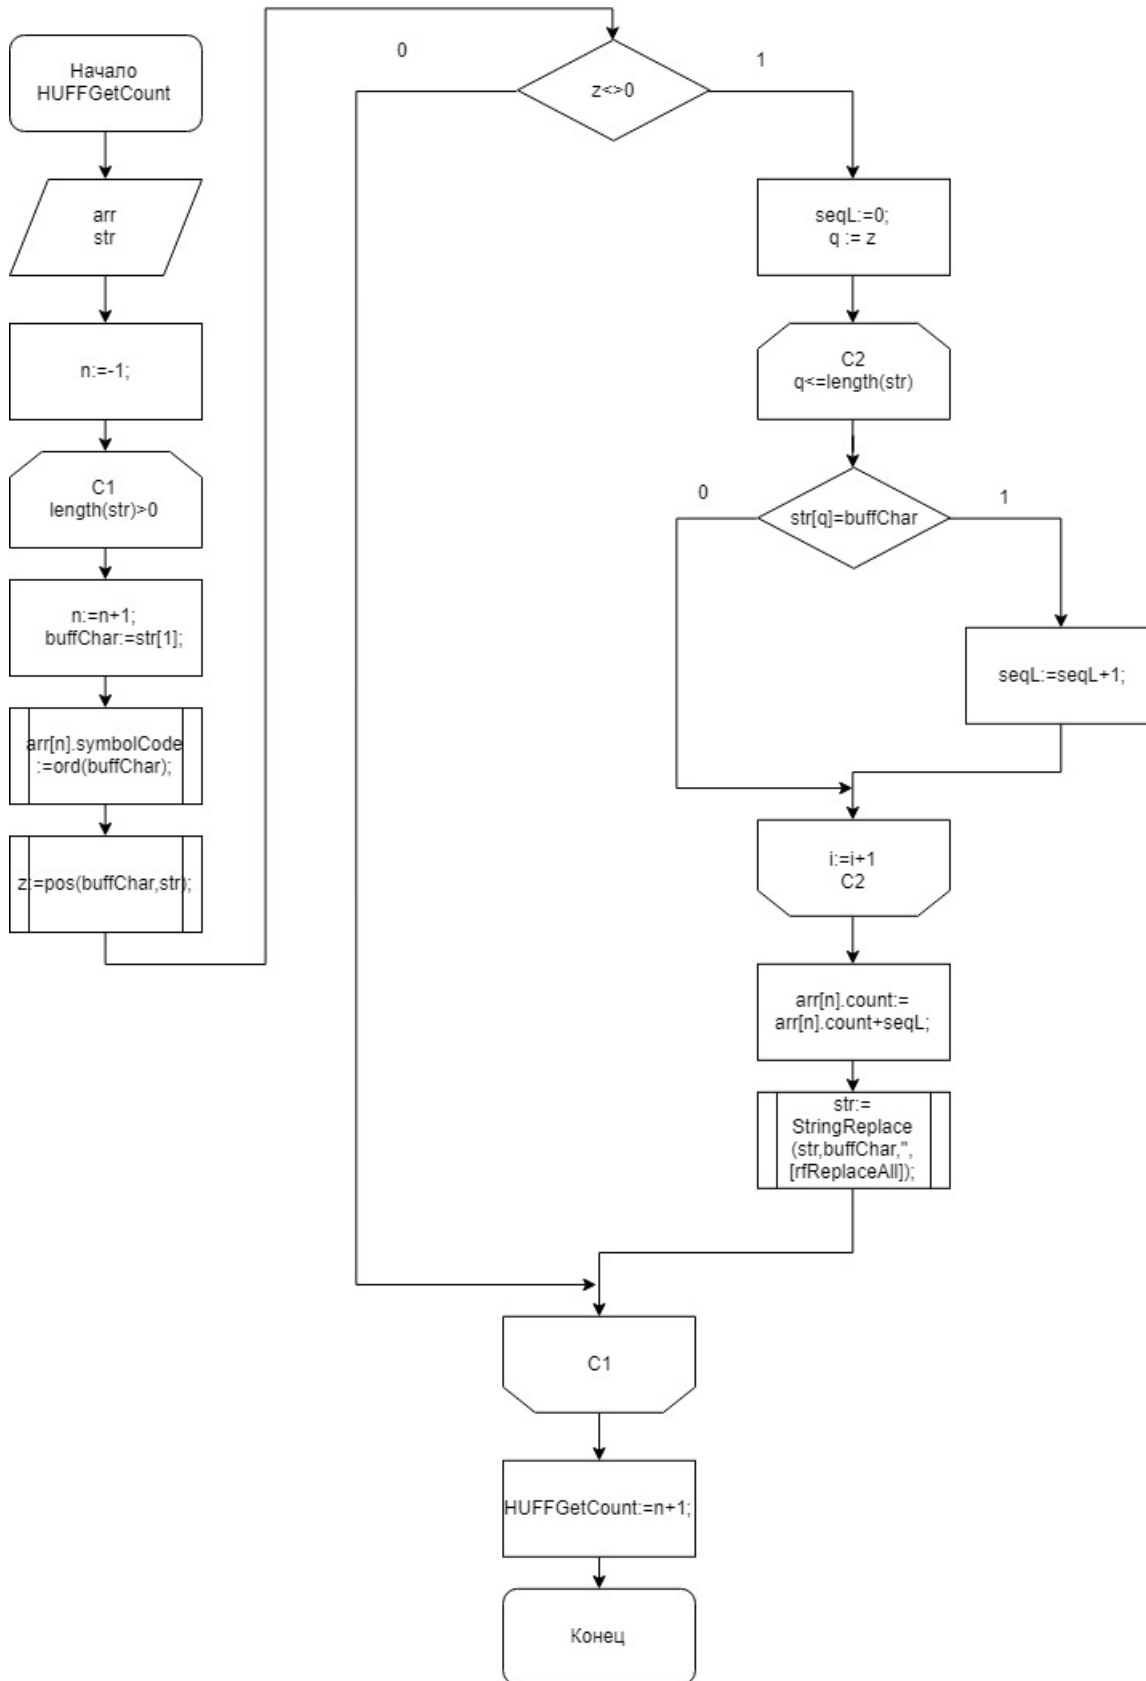 Начало
HUFFGetCount
arr
str
n:=-1;
C1
length(str)>0
n:=n+1;
buffChar:=str[1];
arr[n].symbolCode
:=ord(buffChar);
z:=pos(buffChar,str);
0
z<>0
1
seqL:=0;
q := z
C2
q<=length(str)
0
str[q]=buffChar
1
seqL:=seqL+1;
i:=i+1
C2
arr[n].count:=
arr[n].count+seqL;
str:=
StringReplace
(str,buffChar,'',
[rfReplaceAll]);
C1
HUFFGetCount:=n+1;
Конец